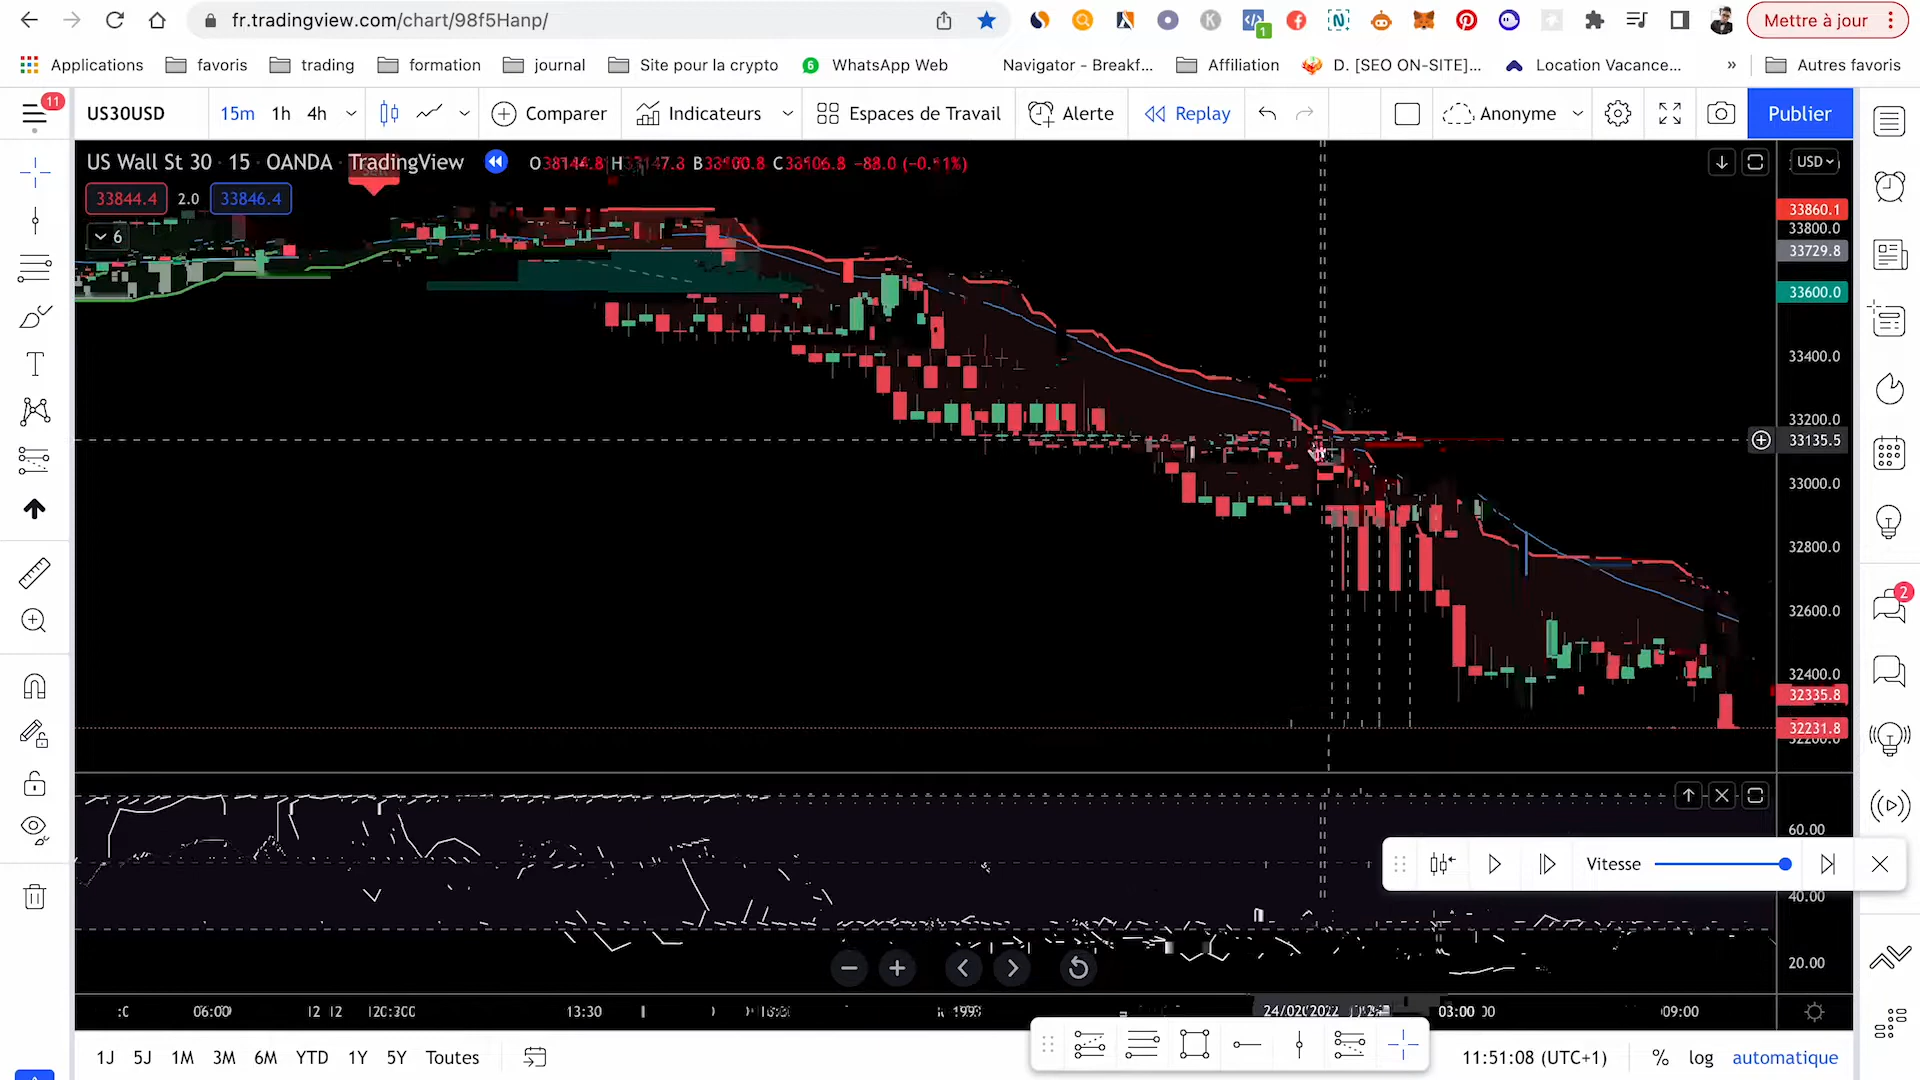 fr.tradingview.com/chart/98f5Hanp/
1
Mettre à jour
Applications
favoris
trading
formation
journal
Site pour la crypto
6
WhatsApp Web
Navigator - Breakf...
Affiliation
D. [SEO ON-SITE]...
Location Vacance...
»
Autres favoris
11
US30USD
15m
1h
4h
Comparer
Indicateurs
Espaces de Travail
Alerte
Replay
Anonyme
Publier
US Wall St 30 · 15 · OANDA · TradingView
USD
33844.4
2.0
33846.4
6
33860.1
33800.0
33729.8
33600.0
33400.0
33200.0
33135.5
33000.0
32800.0
32600.0
2
32400.0
32335.8
32231.8
60.00
Vitesse
40.00
20.00
06:00
13:30
03:00
09:00
1J
5J
1M
3M
6M
YTD
1Y
5Y
Toutes
11:51:08 (UTC+1)
%
log
automatique